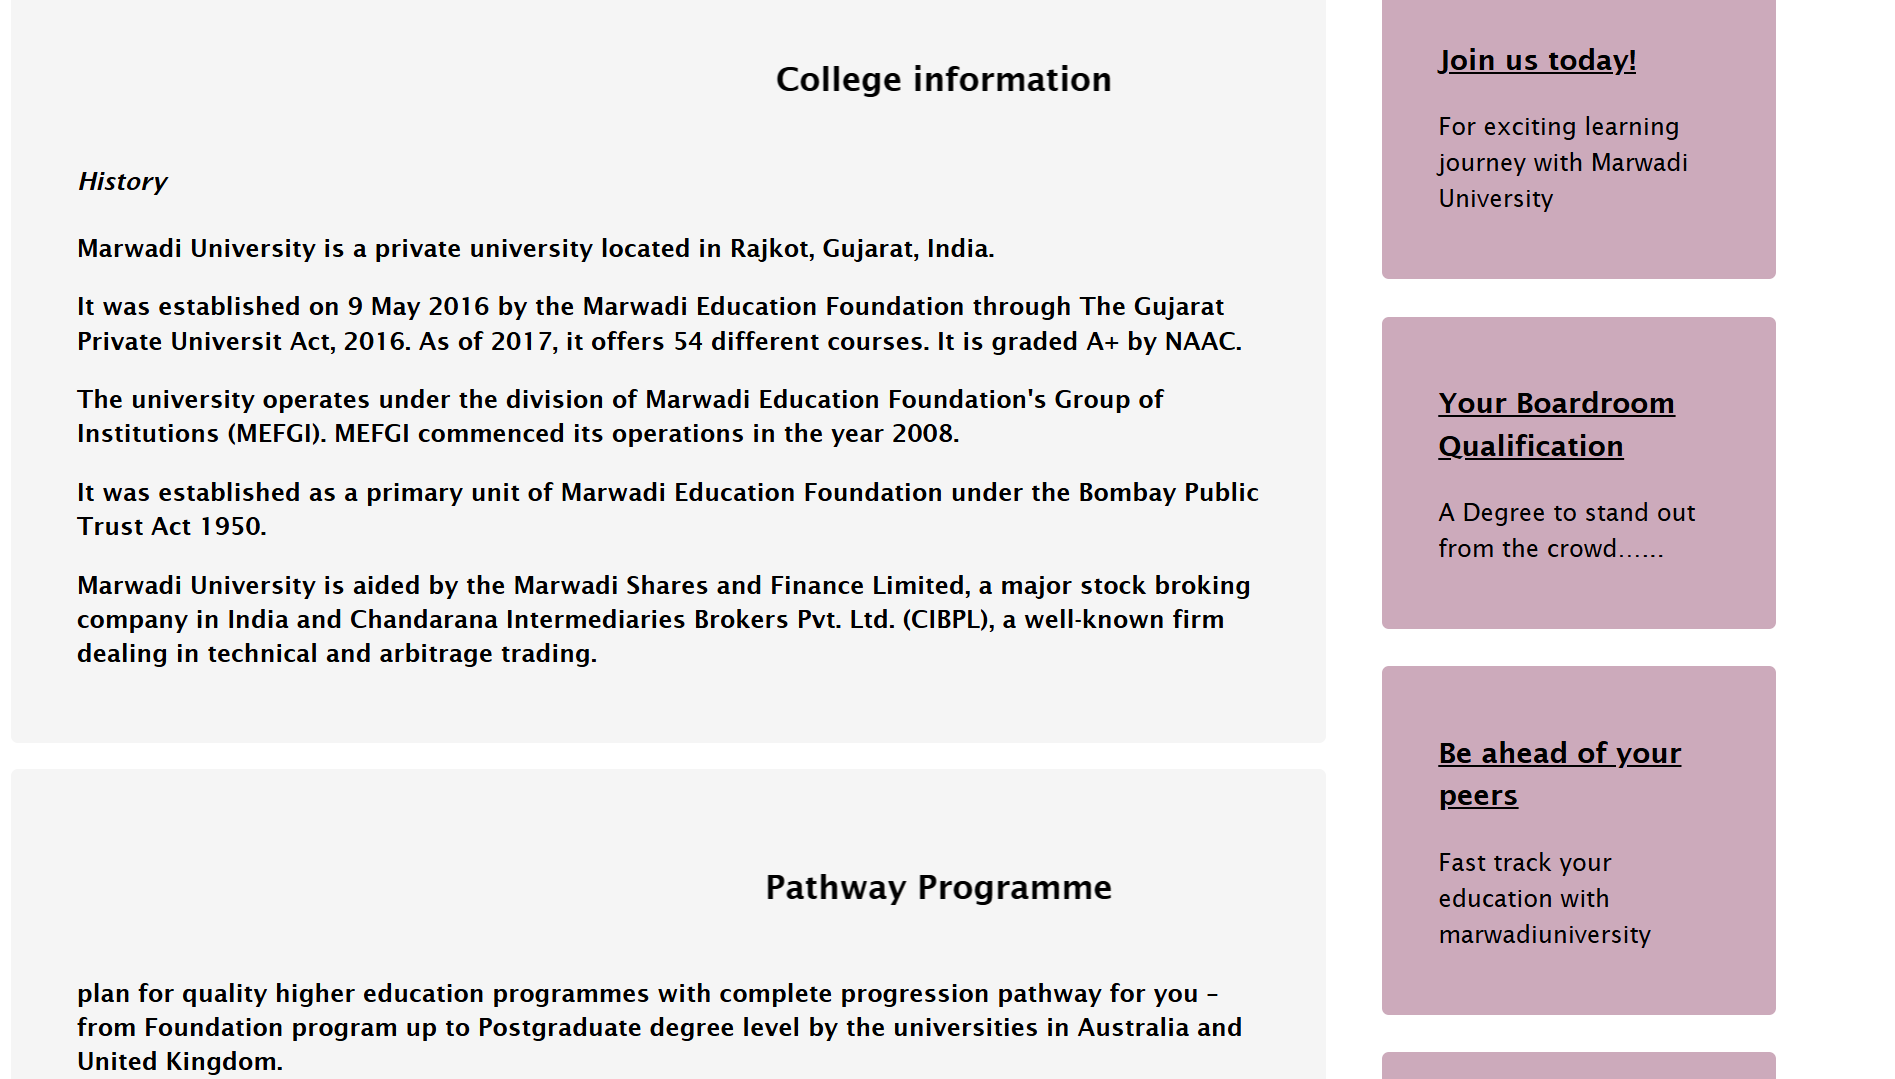 College information
History
Marwadi University is a private university located in Rajkot, Gujarat, India.
It was established on 9 May 2016 by the Marwadi Education Foundation through The Gujarat
Private Universit Act, 2016. As of 2017, it offers 54 different courses. It is graded A+ by NAAC.
The university operates under the division of Marwadi Education Foundation's Group of
Institutions (MEFGI). MEFGI commenced its operations in the year 2008.
It was established as a primary unit of Marwadi Education Foundation under the Bombay Public
Trust Act 1950.
Marwadi University is aided by the Marwadi Shares and Finance Limited, a major stock broking
company in India and Chandarana Intermediaries Brokers Pvt. Ltd. (CIBPL), a well-known firm
dealing in technical and arbitrage trading.
Pathway Programme
plan for quality higher education programmes with complete progression pathway for you –
from Foundation program up to Postgraduate degree level by the universities in Australia and
United Kingdom.
Join us today!
For exciting learning
journey with Marwadi
University
Your Boardroom
Qualification
A Degree to stand out
from the crowd......
Be ahead of your
peers
Fast track your
education with
marwadiuniversity